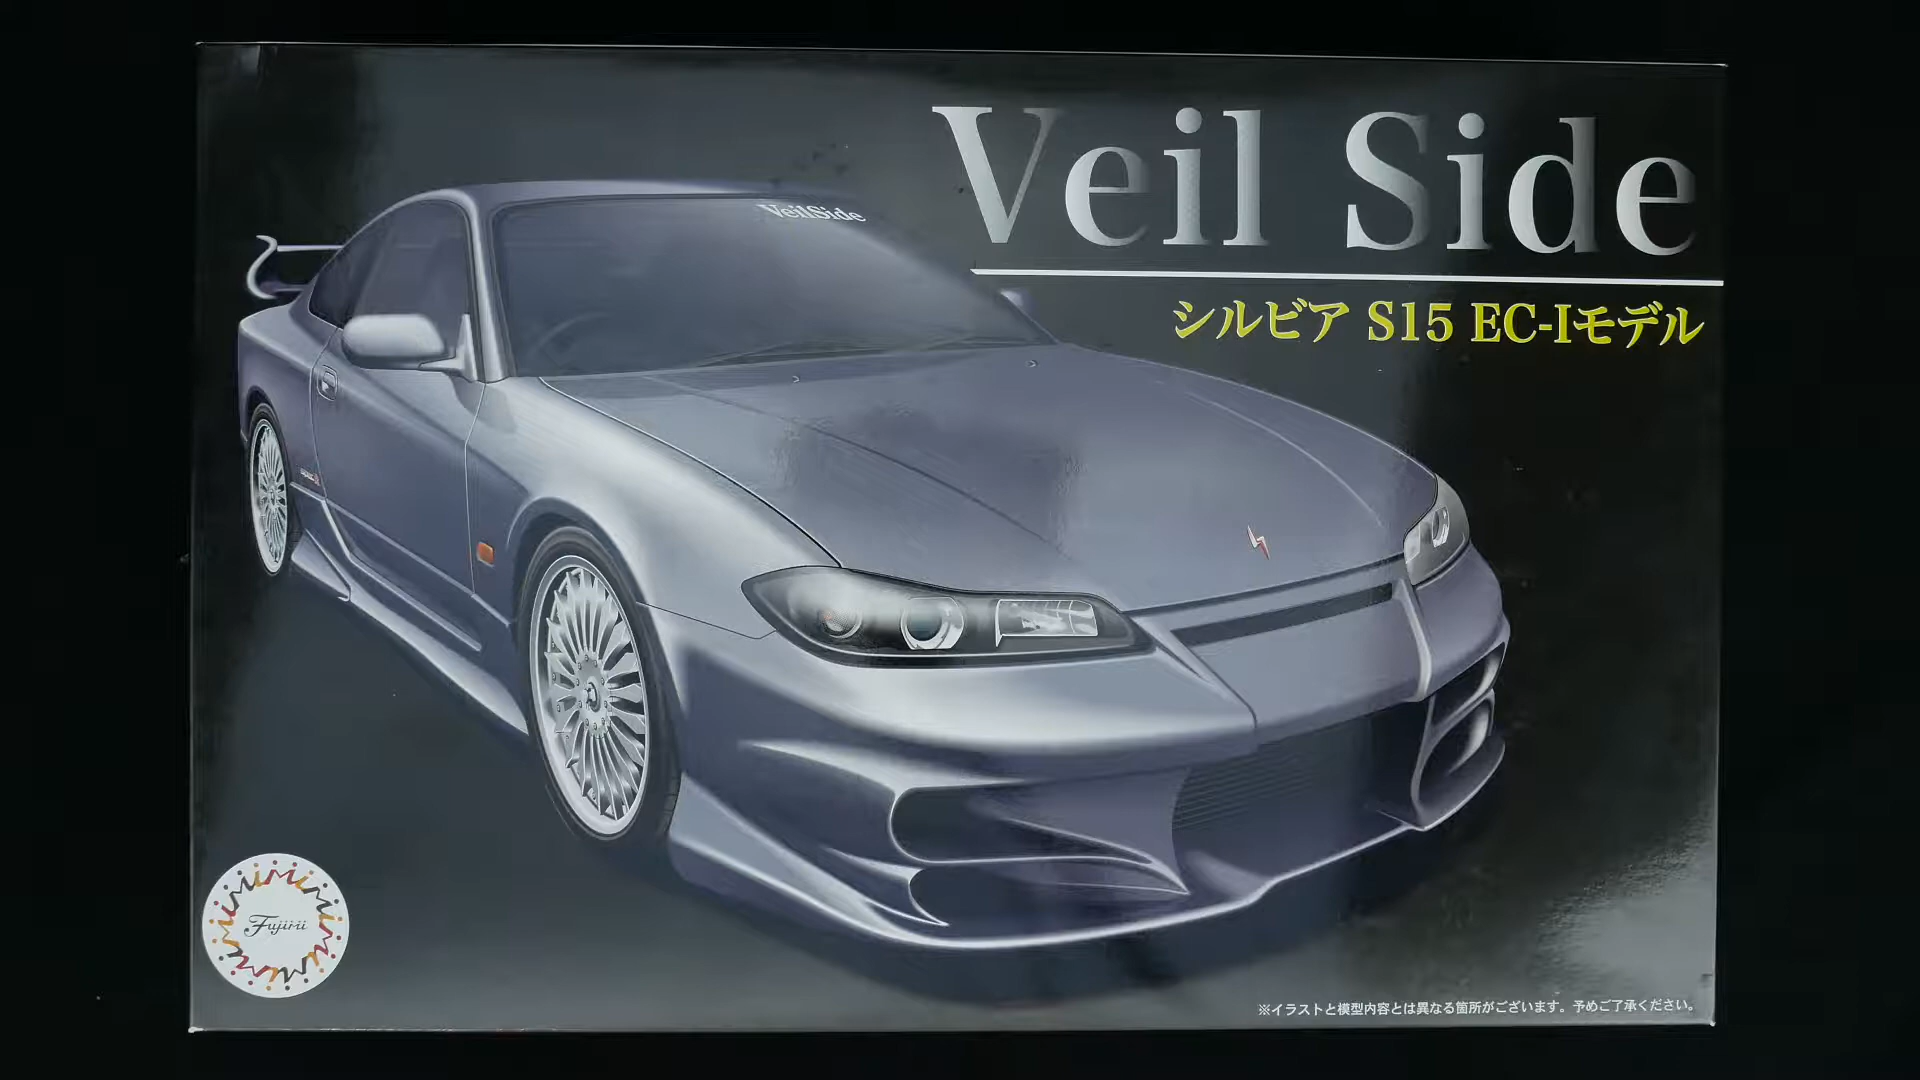 Veil Side
シルビア S15 EC-Iモデル
VeilSide
Fujimi
※イラストと模型内容とは異なる箇所がございます。予めご了承ください。